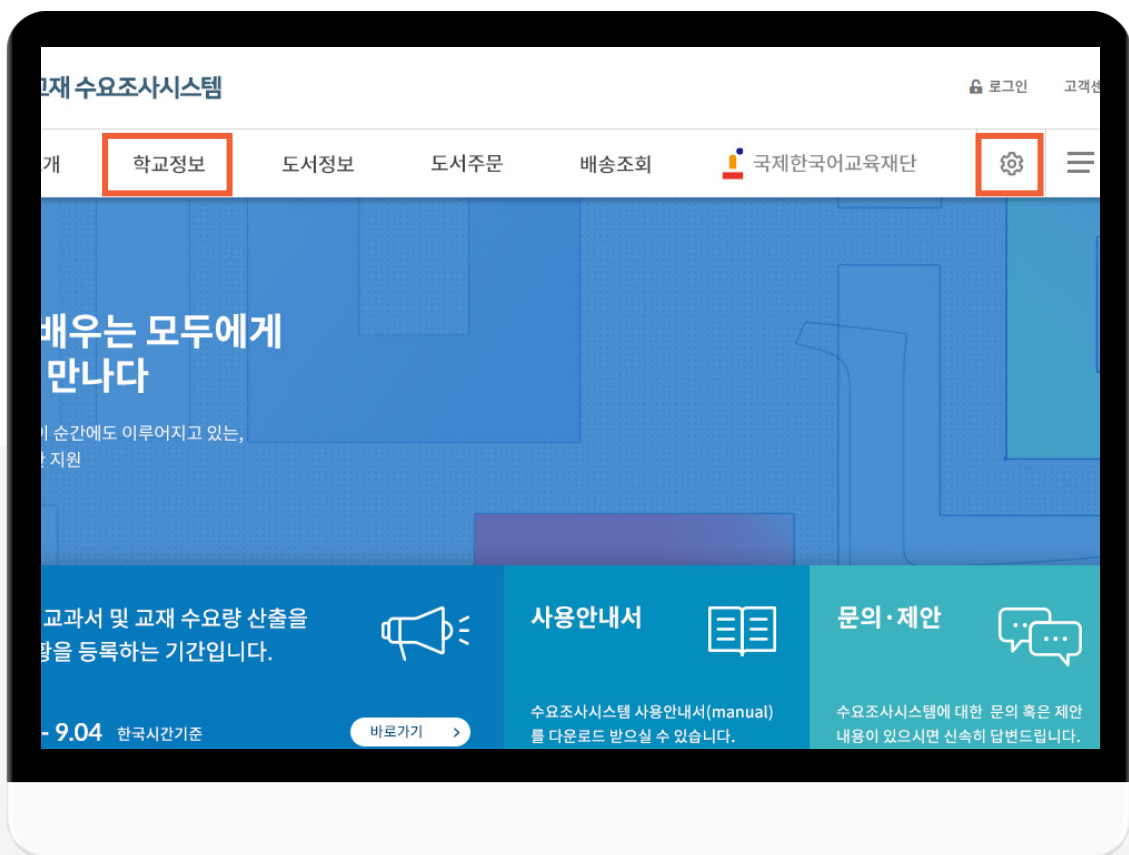 교재 수요조사시스템
로그인 고객센
개 학교정보 도서정보 도서주문 배송조회 국제한국어교육재단
배우는 모두에게
만나다
이 순간에도 이루어지고 있는,
지원
교과서 및 교재 수요량 산출을
황을 등록하는 기간입니다.
- 9.04 한국시간기준
바로가기 >
사용안내서
수요조사시스템 사용안내서(manual)
를 다운로드 받으실 수 있습니다.
문의·제안
수요조사시스템에 대한 문의 혹은 제안
내용이 있으시면 신속히 답변드립니다.